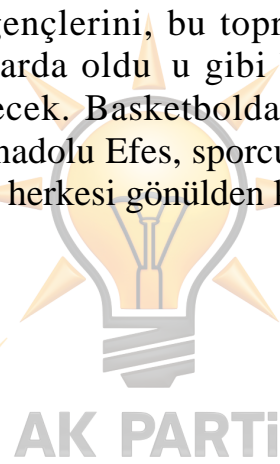 gençlerini, bu topr
arda oldu u gibi
ecek. Basketbolda
nadolu Efes, sporcu
herkesi gönülden
AK PARTİ